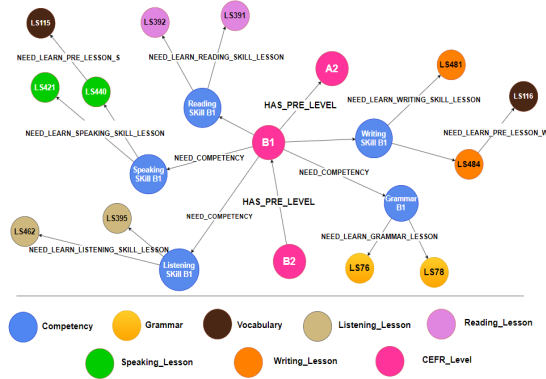 LS115
LS392
LS391
NEED_LEARN_PRE_LESSON_S
NEED_LEARN_READING_SKILL_LESSON
LS481
A2
LS421
LS440
LS116
NEED_LEARN_WRITING_SKILL_LESSON
Reading
SKill B1
HAS_PRE_LEVEL
NEED_LEARN_SPEAKING_SKILL_LESSON
B1
Writing
SKill B1
NEED_LEARN_PRE_LESSON_W
LS484
NEED_COMPETENCY
Speaking
SKill B1
NEED_COMPETENCY
HAS_PRE_LEVEL
Grammar
B1
LS395
NEED_COMPETENCY
LS462
NEED_LEARN_LISTENING_SKILL_LESSON
NEED_LEARN_GRAMMAR_LESSON
Listening
SKill B1
B2
LS76
LS78
Competency
Grammar
Vocabulary
Listening_Lesson
Reading_Lesson
Speaking_Lesson
Writing_Lesson
CEFR_Level